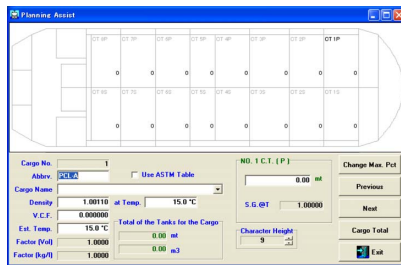 Planning Assist
CT 8P CT 7P CT 6P CT 5P CT 4P CT 3P CT 2P CT 1P
0 0 0 0 0 0 0 0
CT 8S CT 7S CT 6S CT 5S CT 4S CT 3S CT 2S CT 1S
0 0 0 0 0 0 0 0
Cargo No. 1
Abbrv. PCL-A Use ASTM Table
Cargo Name
Density 1.00110 at Temp. 15.0 °C
V.C.F. 0.000000
Est. Temp. 15.0 °C
Factor (Vol) 1.0000
Factor (kg/l) 1.0000
Total of the Tanks for the Cargo
0.00 mt
0.00 m3
NO. 1 C.T. ( P )
0.00 mt
S.G.@T 1.00000
Character Height
9
Change Max. Pct
Previous
Next
Cargo Total
Exit